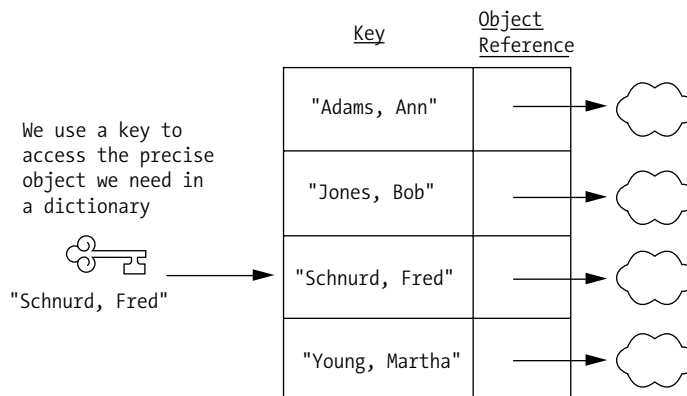 Key
Object
Reference
"Adams, Ann"
We use a key to
access the precise
object we need in
a dictionary
"Jones, Bob"
"Schnurd, Fred"
"Schnurd, Fred"
"Young, Martha"